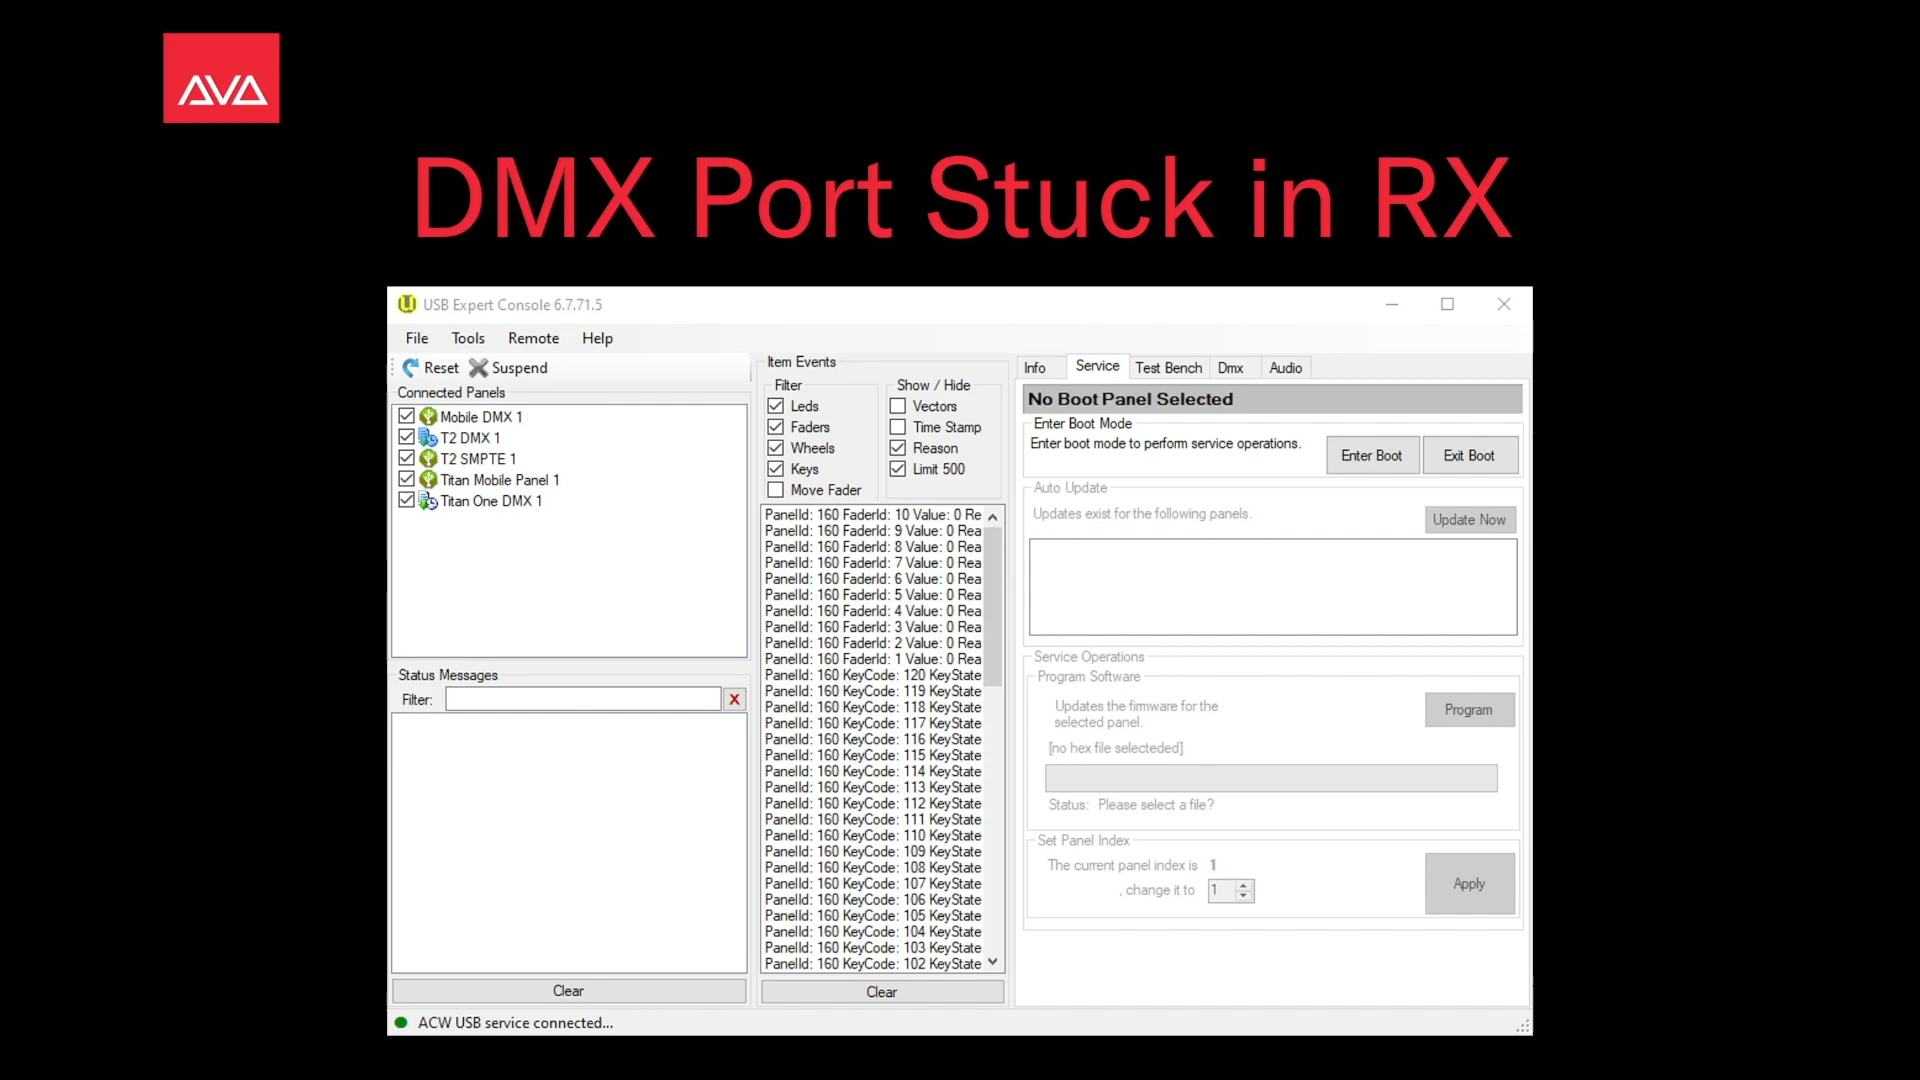 AVA
DMX Port Stuck in RX
USB Expert Console 6.7.71.5
File Tools Remote Help
Reset Suspend
Connected Panels
Mobile DMX 1
T2 DMX 1
T2 SMPTE 1
Titan Mobile Panel 1
Titan One DMX 1
Status Messages
Filter:
X
Clear
Item Events
Filter
Leds
Faders
Wheels
Keys
Move Fader
Show / Hide
Vectors
Time Stamp
Reason
Limit 500
PanelId: 160 FaderId: 10 Value: 0 Re
PanelId: 160 FaderId: 9 Value: 0 Rea
PanelId: 160 FaderId: 8 Value: 0 Rea
PanelId: 160 FaderId: 7 Value: 0 Rea
PanelId: 160 FaderId: 6 Value: 0 Rea
PanelId: 160 FaderId: 5 Value: 0 Rea
PanelId: 160 FaderId: 4 Value: 0 Rea
PanelId: 160 FaderId: 3 Value: 0 Rea
PanelId: 160 FaderId: 2 Value: 0 Rea
PanelId: 160 FaderId: 1 Value: 0 Rea
PanelId: 160 KeyCode: 120 KeyState
PanelId: 160 KeyCode: 119 KeyState
PanelId: 160 KeyCode: 118 KeyState
PanelId: 160 KeyCode: 117 KeyState
PanelId: 160 KeyCode: 116 KeyState
PanelId: 160 KeyCode: 115 KeyState
PanelId: 160 KeyCode: 114 KeyState
PanelId: 160 KeyCode: 113 KeyState
PanelId: 160 KeyCode: 112 KeyState
PanelId: 160 KeyCode: 111 KeyState
PanelId: 160 KeyCode: 110 KeyState
PanelId: 160 KeyCode: 109 KeyState
PanelId: 160 KeyCode: 108 KeyState
PanelId: 160 KeyCode: 107 KeyState
PanelId: 160 KeyCode: 106 KeyState
PanelId: 160 KeyCode: 105 KeyState
PanelId: 160 KeyCode: 104 KeyState
PanelId: 160 KeyCode: 103 KeyState
PanelId: 160 KeyCode: 102 KeyState
Clear
Info Service Test Bench Dmx Audio
No Boot Panel Selected
Enter Boot Mode
Enter boot mode to perform service operations.
Enter Boot Exit Boot
Auto Update
Updates exist for the following panels.
Update Now
Service Operations
Program Software
Updates the firmware for the
selected panel.
Program
[no hex file selecteded]
Status: Please select a file?
Set Panel Index
The current panel index is 1
, change it to 1
Apply
ACW USB service connected...